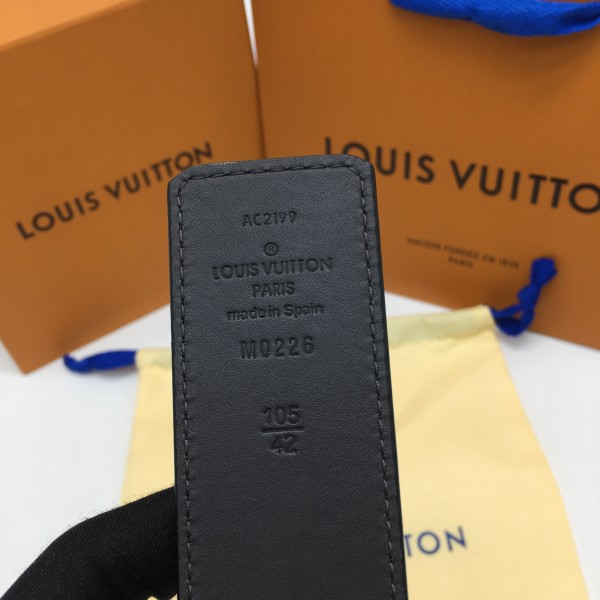 LOUIS VUITTON
LOUIS VUITTON
MAISON FONDÉE EN 1854
PARIS
AC2199
®
LOUIS VUITTON
PARIS
made in Spain
M0226
105
42
TON